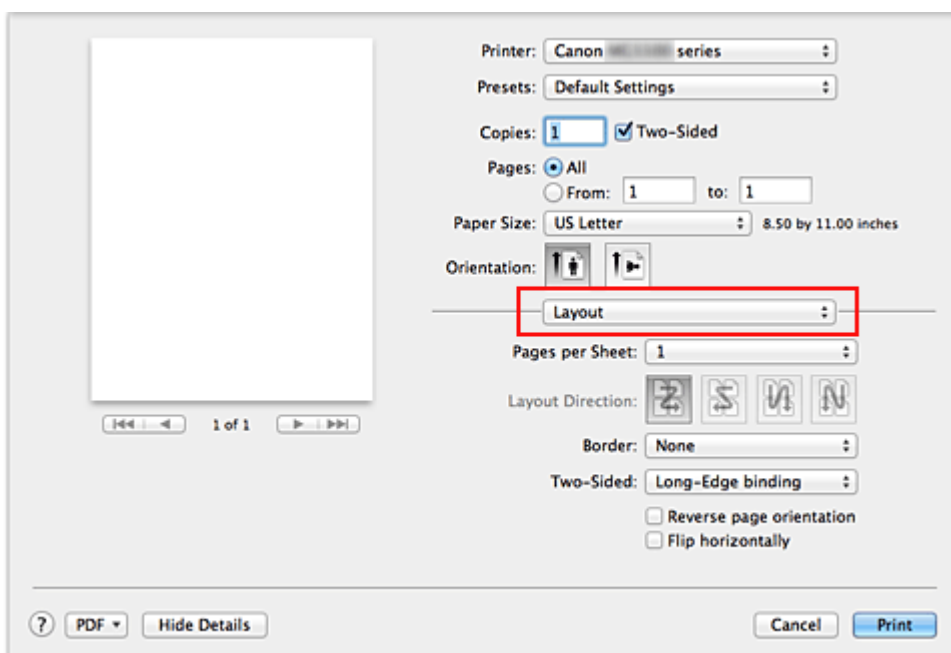 Printer: Canon series
Presets: Default Settings
Copies: 1 Two-Sided
Pages: All
From: 1 to: 1
Paper Size: US Letter 8.50 by 11.00 inches
Orientation:
Layout
Pages per Sheet: 1
Layout Direction:
1 of 1
Border: None
Two-Sided: Long-Edge binding
Reverse page orientation
Flip horizontally
? PDF Hide Details Cancel Print